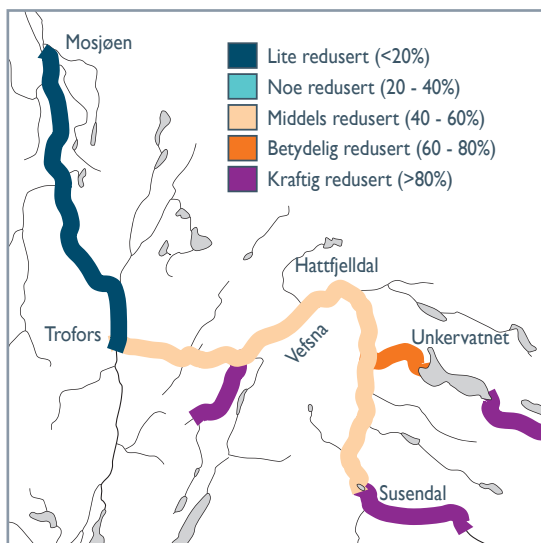 Mosjøen
Lite redusert (<20%)
Noe redusert (20 - 40%)
Middels redusert (40 - 60%)
Betydelig redusert (60 - 80%)
Kraftig redusert (>80%)
Hattfjelldal
Trofors
Vefsna
Unkervatnet
Susendal